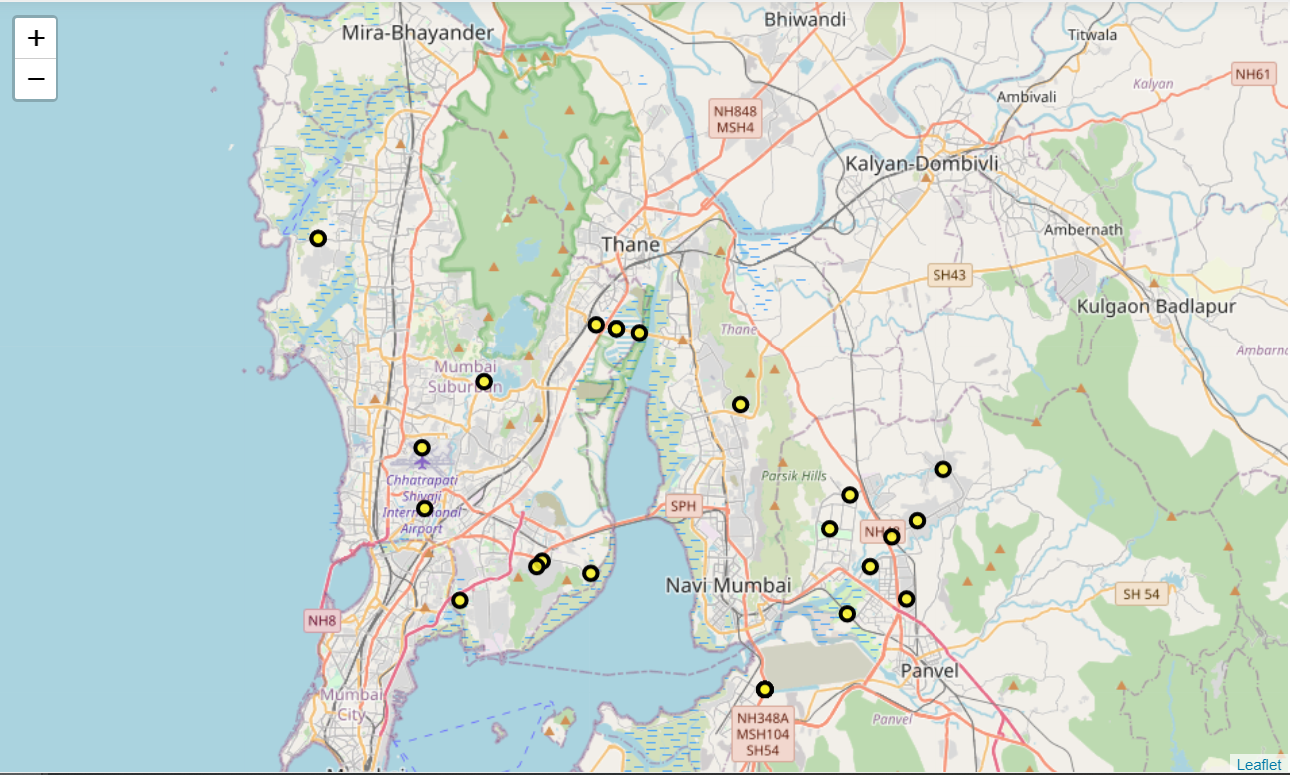 +
−
Mira-Bhayander
Bhiwandi
Titwala
NH61
Kalyan
Ambivali
NH848
MSH4
Kalyan-Dombivli
Thane
Ambernath
SH43
Kulgaon Badlapur
Thane
Ambarna
Mumbai
Suburban
Chhatrapati
Shivaji
International
Airport
Parsik Hills
SPH
Navi Mumbai
SH 54
NH8
Panvel
Mumbai
City
NH348A
MSH104
SH54
Panvel
Leaflet